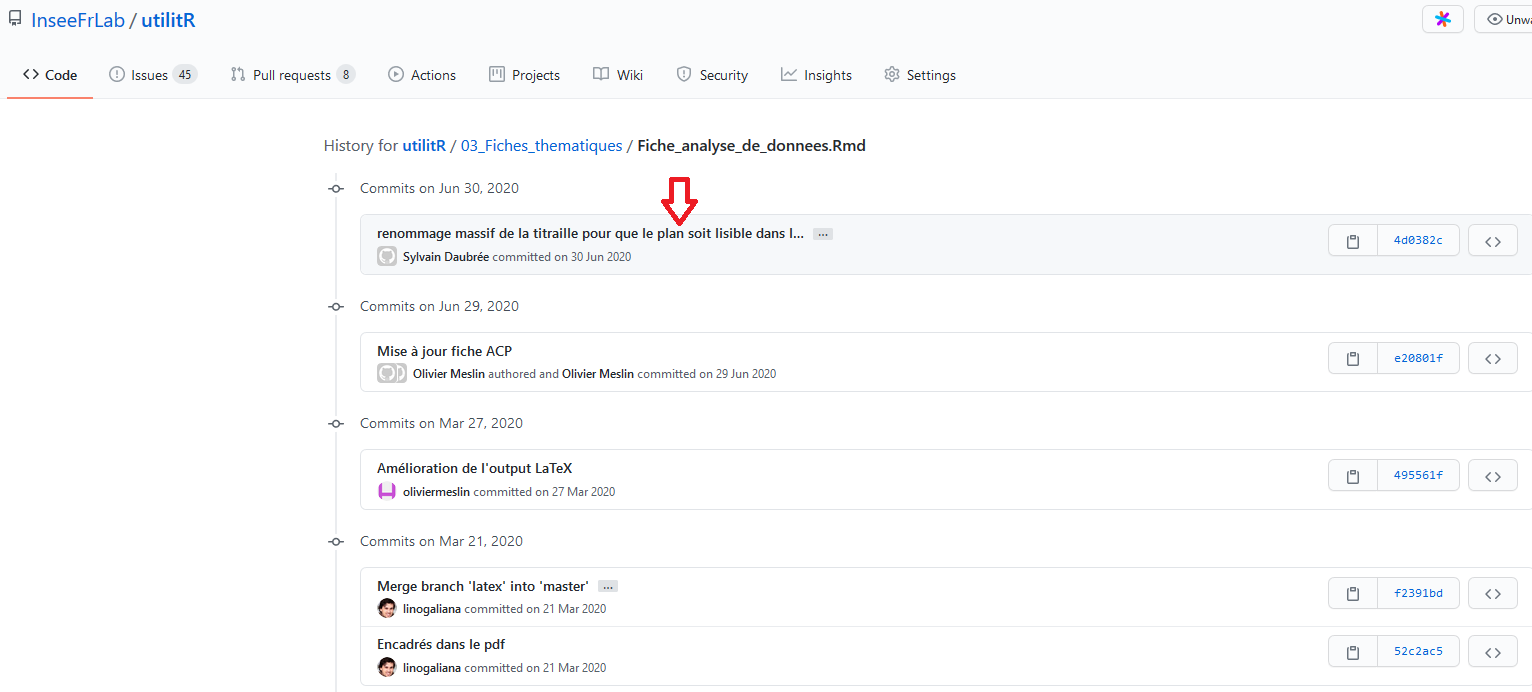 InseeFrLab / utilitR
Code
Issues 45
Pull requests 8
Actions
Projects
Wiki
Security
Insights
Settings
History for utilitR / 03_Fiches_thematiques / Fiche_analyse_de_donnees.Rmd
Commits on Jun 30, 2020
renommage massif de la titraille pour que le plan soit lisible dans l... ...
Sylvain Daubrée committed on 30 Jun 2020
4d0382c
Commits on Jun 29, 2020
Mise à jour fiche ACP
Olivier Meslin authored and Olivier Meslin committed on 29 Jun 2020
e20801f
Commits on Mar 27, 2020
Amélioration de l'output LaTeX
oliviermeslin committed on 27 Mar 2020
495561f
Commits on Mar 21, 2020
Merge branch 'latex' into 'master' ...
linogaliana committed on 21 Mar 2020
f2391bd
Encadrés dans le pdf
linogaliana committed on 21 Mar 2020
52c2ac5